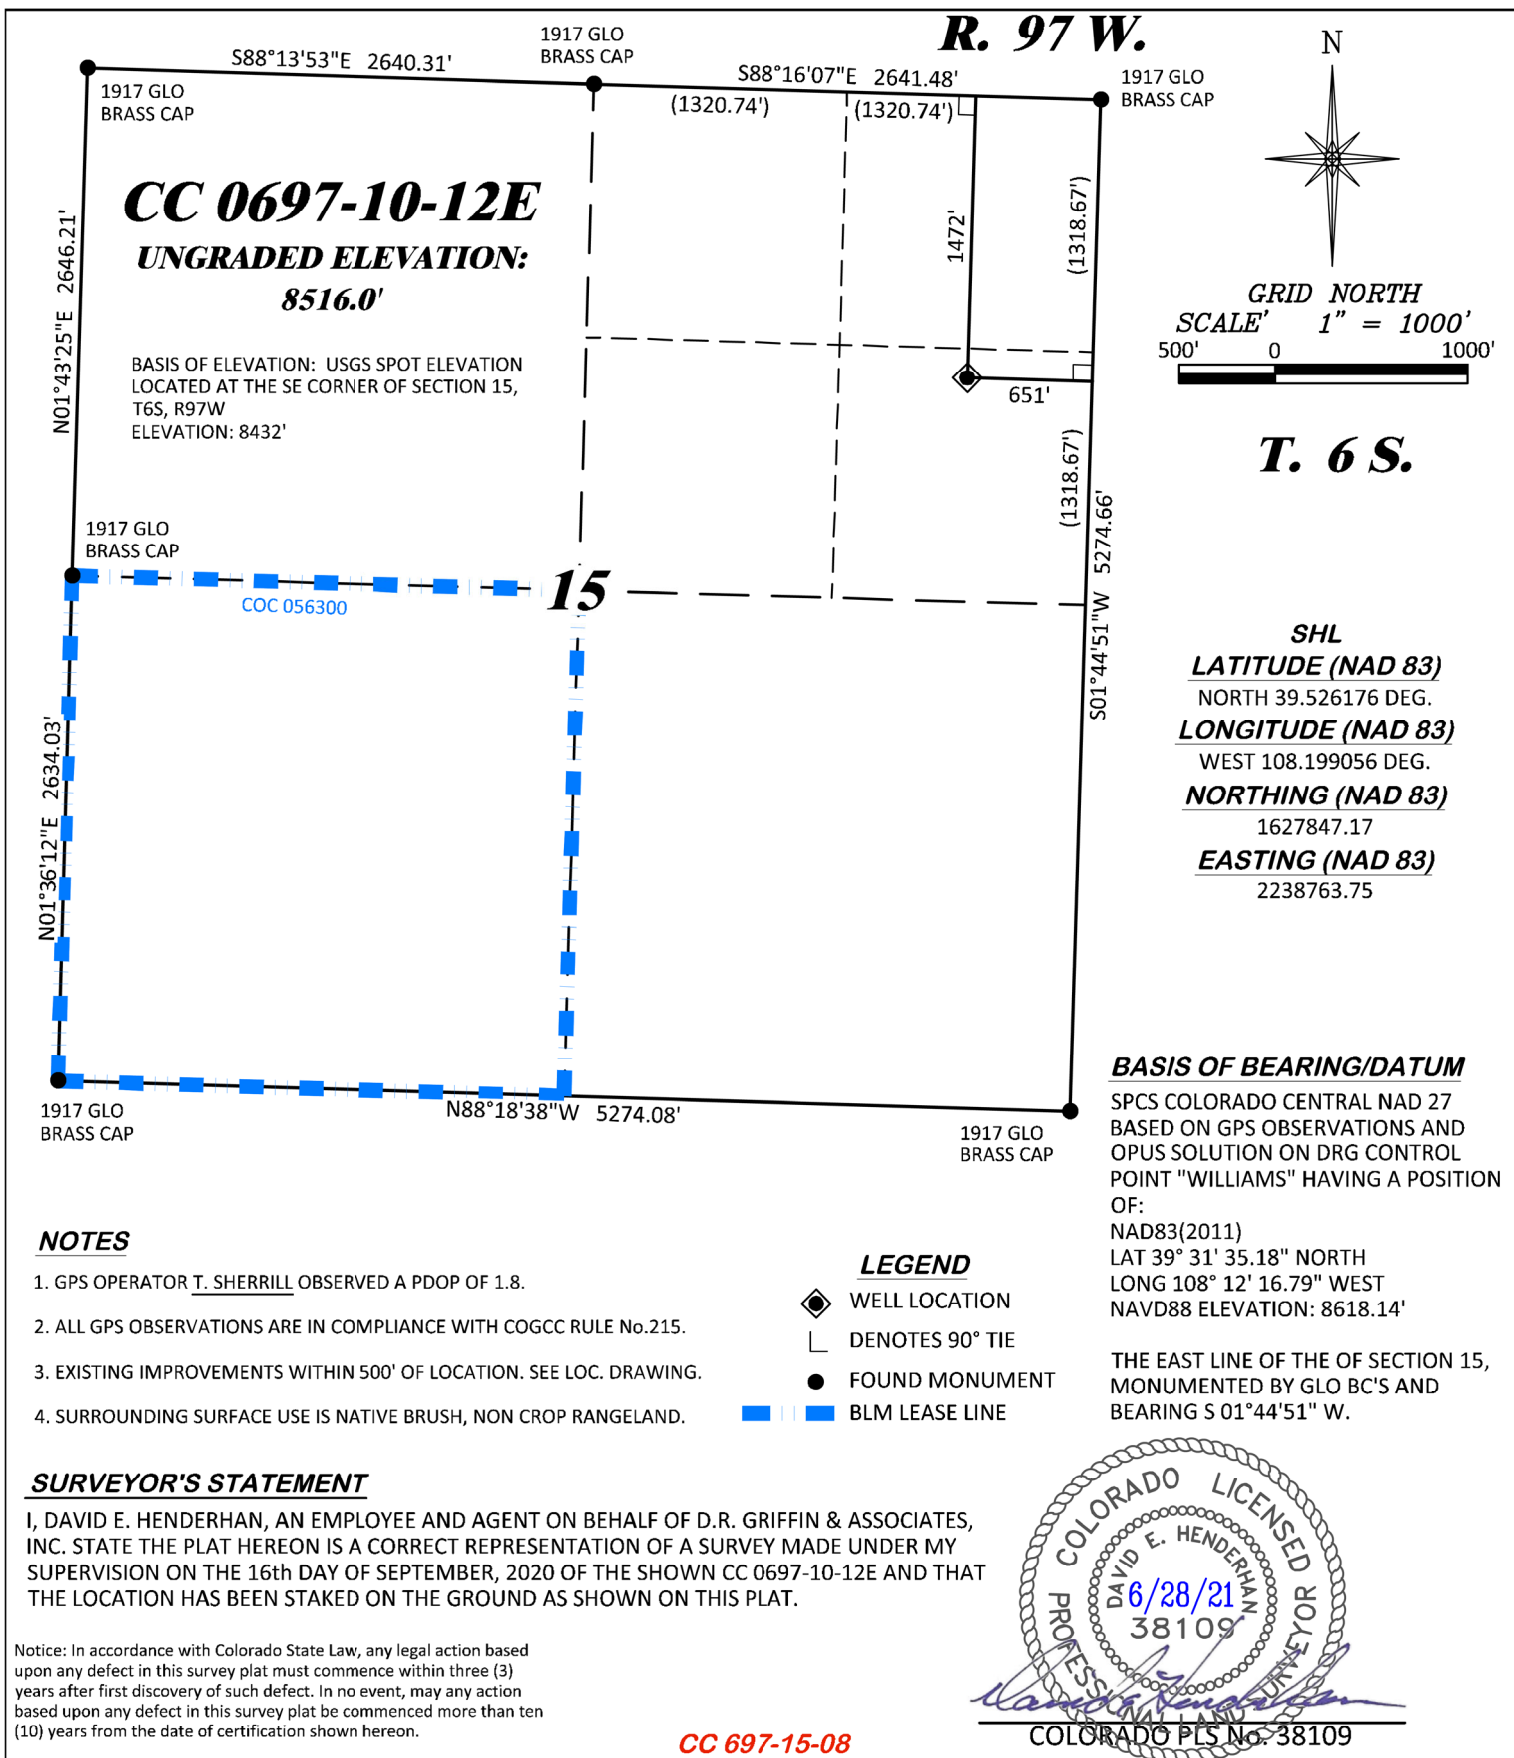 R. 97 W.
1917 GLO
BRASS CAP
S88°13'53"E 2640.31'
1917 GLO
BRASS CAP
S88°16'07"E 2641.48'
(1320.74')
(1320.74')
1917 GLO
BRASS CAP
N
CC 0697-10-12E
UNGRADED ELEVATION:
8516.0'
BASIS OF ELEVATION: USGS SPOT ELEVATION
LOCATED AT THE SE CORNER OF SECTION 15,
T6S, R97W
ELEVATION: 8432'
N01°43'25"E 2646.21'
1472'
(1318.67')
651'
(1318.67')
S01°44'51"W 5274.66'
GRID NORTH
SCALE' 1" = 1000'
500' 0 1000'
T. 6 S.
1917 GLO
BRASS CAP
COC 056300
15
N01°36'12"E 2634.03'
SHL
LATITUDE (NAD 83)
NORTH 39.526176 DEG.
LONGITUDE (NAD 83)
WEST 108.199056 DEG.
NORTHING (NAD 83)
1627847.17
EASTING (NAD 83)
2238763.75
1917 GLO
BRASS CAP
N88°18'38"W 5274.08'
1917 GLO
BRASS CAP
BASIS OF BEARING/DATUM
SPCS COLORADO CENTRAL NAD 27
BASED ON GPS OBSERVATIONS AND
OPUS SOLUTION ON DRG CONTROL
POINT "WILLIAMS" HAVING A POSITION
OF:
NAD83(2011)
LAT 39° 31' 35.18" NORTH
LONG 108° 12' 16.79" WEST
NAVD88 ELEVATION: 8618.14'
THE EAST LINE OF THE OF SECTION 15,
MONUMENTED BY GLO BC'S AND
BEARING S 01°44'51" W.
NOTES
1. GPS OPERATOR T. SHERRILL OBSERVED A PDOP OF 1.8.
2. ALL GPS OBSERVATIONS ARE IN COMPLIANCE WITH COGCC RULE No.215.
3. EXISTING IMPROVEMENTS WITHIN 500' OF LOCATION. SEE LOC. DRAWING.
4. SURROUNDING SURFACE USE IS NATIVE BRUSH, NON CROP RANGELAND.
LEGEND
WELL LOCATION
DENOTES 90° TIE
FOUND MONUMENT
BLM LEASE LINE
SURVEYOR'S STATEMENT
I, DAVID E. HENDERHAN, AN EMPLOYEE AND AGENT ON BEHALF OF D.R. GRIFFIN & ASSOCIATES,
INC. STATE THE PLAT HEREON IS A CORRECT REPRESENTATION OF A SURVEY MADE UNDER MY
SUPERVISION ON THE 16th DAY OF SEPTEMBER, 2020 OF THE SHOWN CC 0697-10-12E AND THAT
THE LOCATION HAS BEEN STAKED ON THE GROUND AS SHOWN ON THIS PLAT.
Notice: In accordance with Colorado State Law, any legal action based
upon any defect in this survey plat must commence within three (3)
years after first discovery of such defect. In no event, may any action
based upon any defect in this survey plat be commenced more than ten
(10) years from the date of certification shown hereon.
CC 697-15-08
COLORADO LICENSED
PROFESSIONAL LAND SURVEYOR
DAVID E. HENDERHAN
6/28/21
38109
COLORADO PLS No. 38109